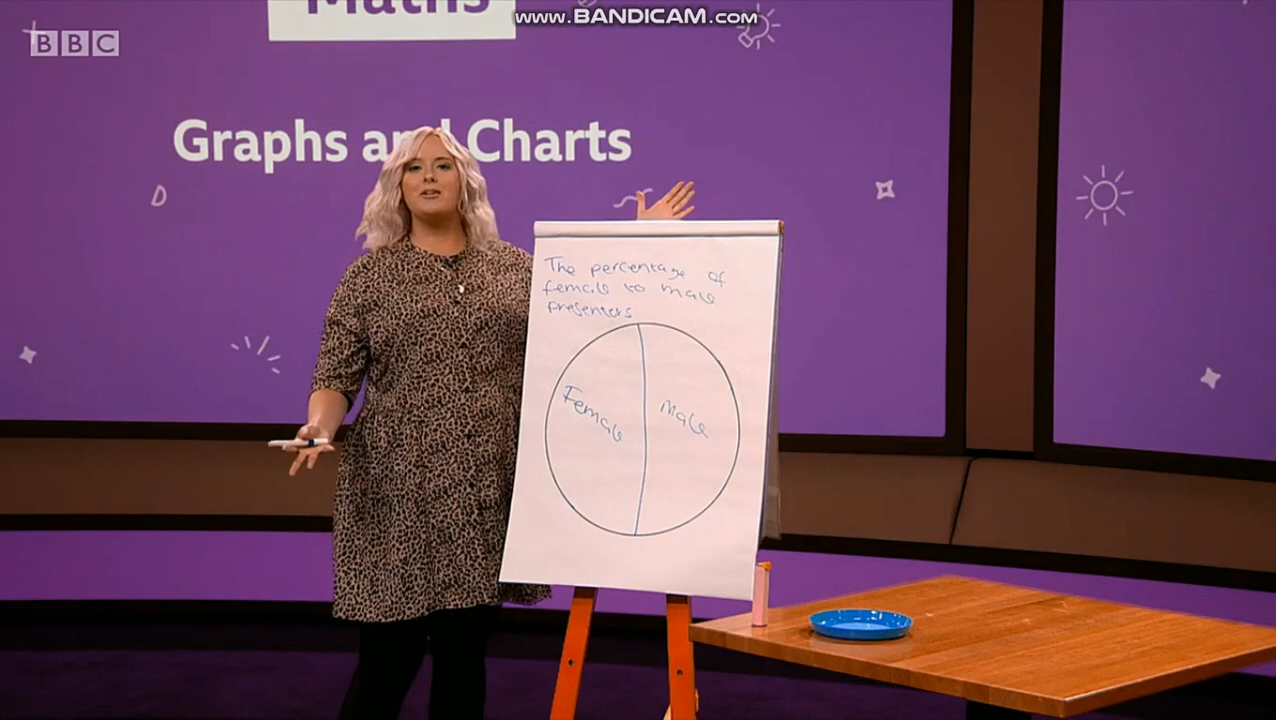 Maths
www.BANDICAM.com
BBC
Graphs and Charts
The percentage of
female to male
presenters
Female
Male